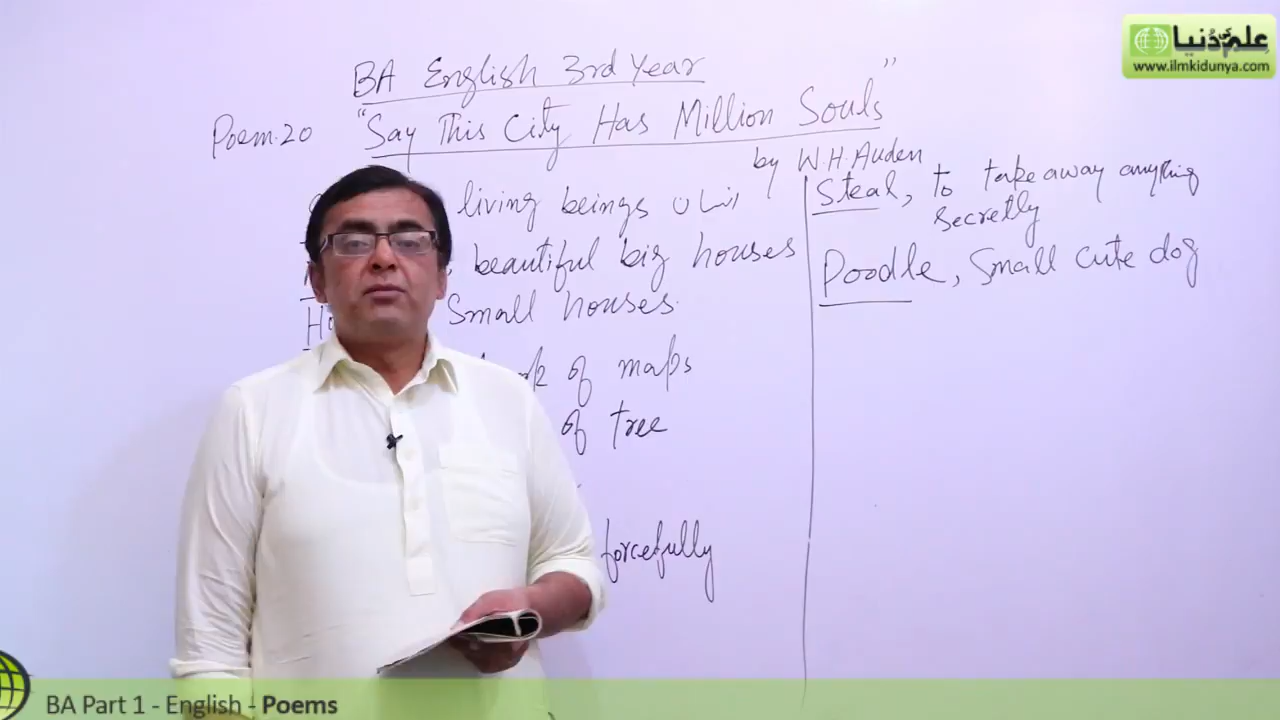 علم کی دنیا
www.ilmkidunya.com
BA English 3rd Year
Poem.20 "Say This City Has Million Souls"
by W.H.Auden
living beings
beautiful big houses
Small houses
of maps
of tree
forcefully
Steal, to take away anything
secretly
Poodle, Small cute dog
BA Part 1 - English - Poems